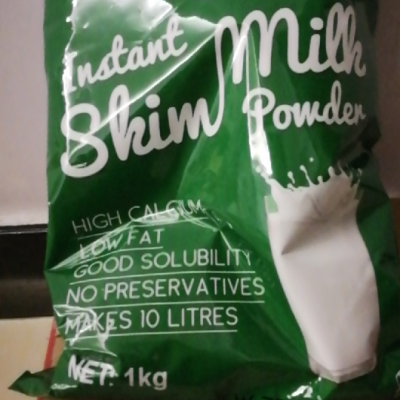 Instant Milk
Skim Powder
HIGH CALCIUM
LOW FAT
GOOD SOLUBILITY
NO PRESERVATIVES
MAKES 10 LITRES
NET: 1kg